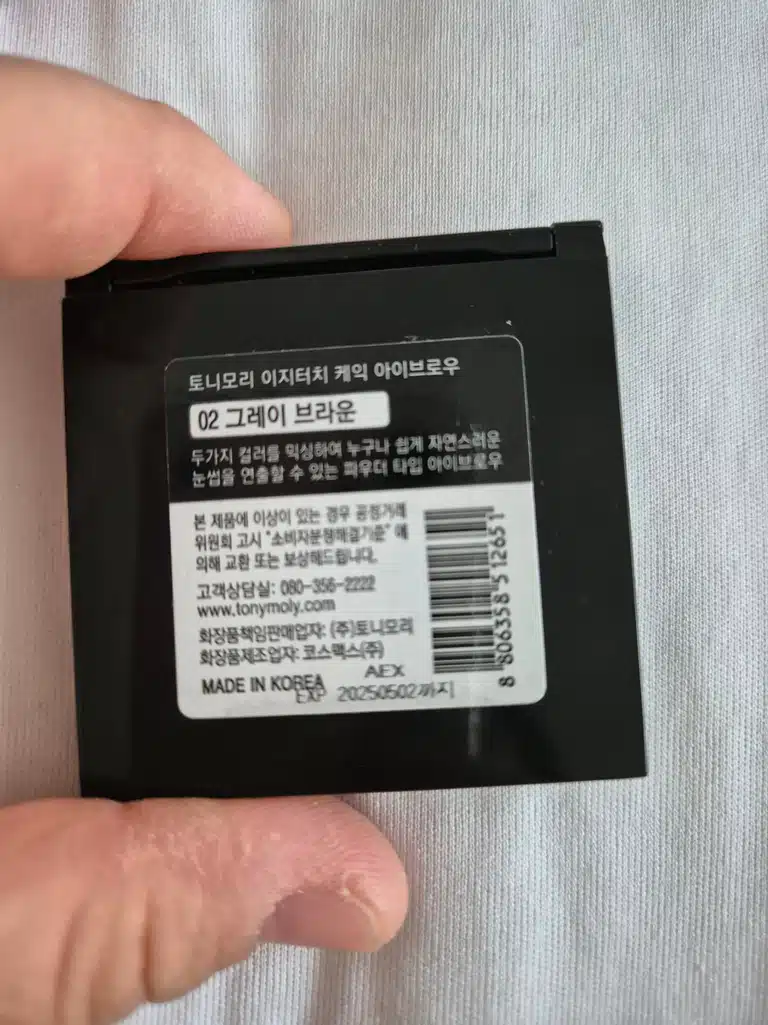 토니모리 이지터치 케익 아이브로우
02 그레이 브라운
두가지 컬러를 믹싱하여 누구나 쉽게 자연스러운
눈썹을 연출할 수 있는 파우더 타입 아이브로우
본 제품에 이상이 있는 경우 공정거래
위원회 고시 "소비자분쟁해결기준" 에
의해 교환 또는 보상해드립니다.
고객상담실: 080-356-2222
www.tonymoly.com
화장품책임판매업자: (주)토니모리
화장품제조업자: 코스맥스(주)
MADE IN KOREA
AEX
EXP 20250502까지
8 806358 512651